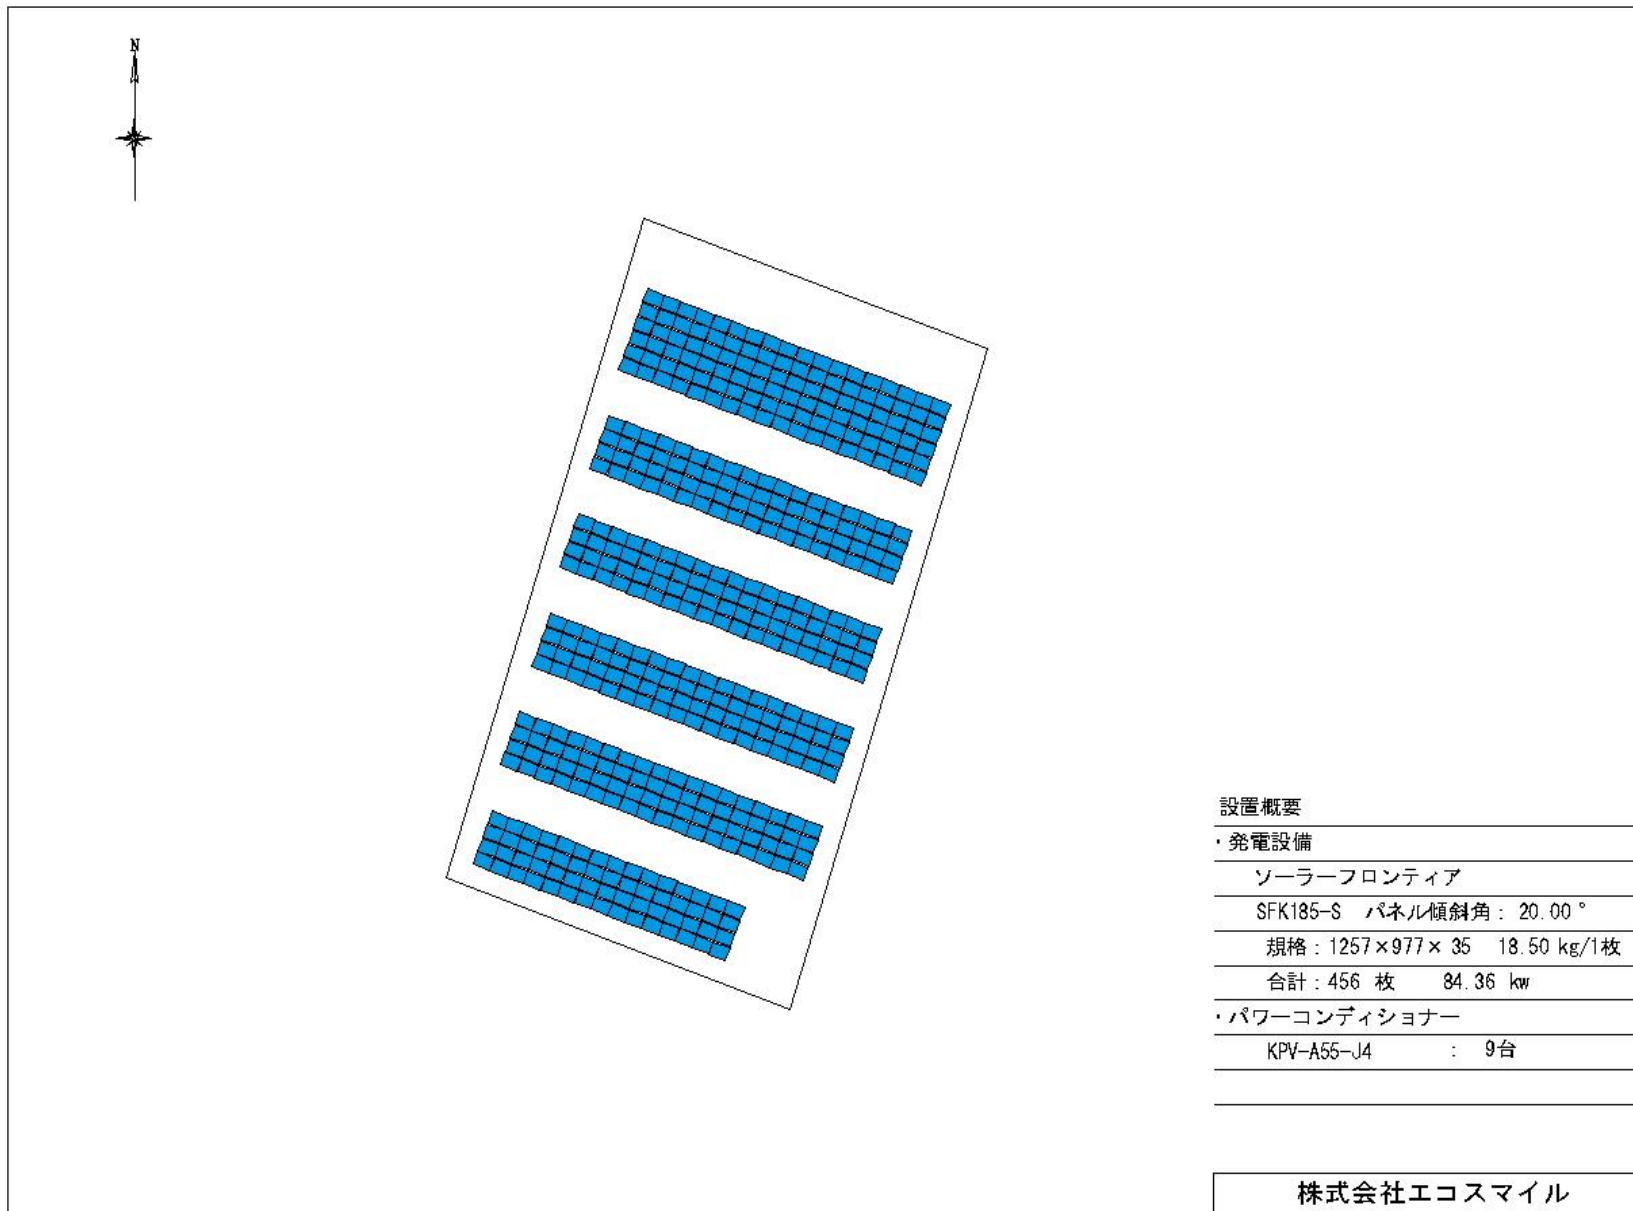 N
設置概要
・発電設備
ソーラーフロンティア
SFK185-S パネル傾斜角：20.00°
規格：1257×977×35 18.50 kg/1枚
合計：456 枚 84.36 kw
・パワーコンディショナー
KPV-A55-J4 ： 9台
株式会社エコスマイル